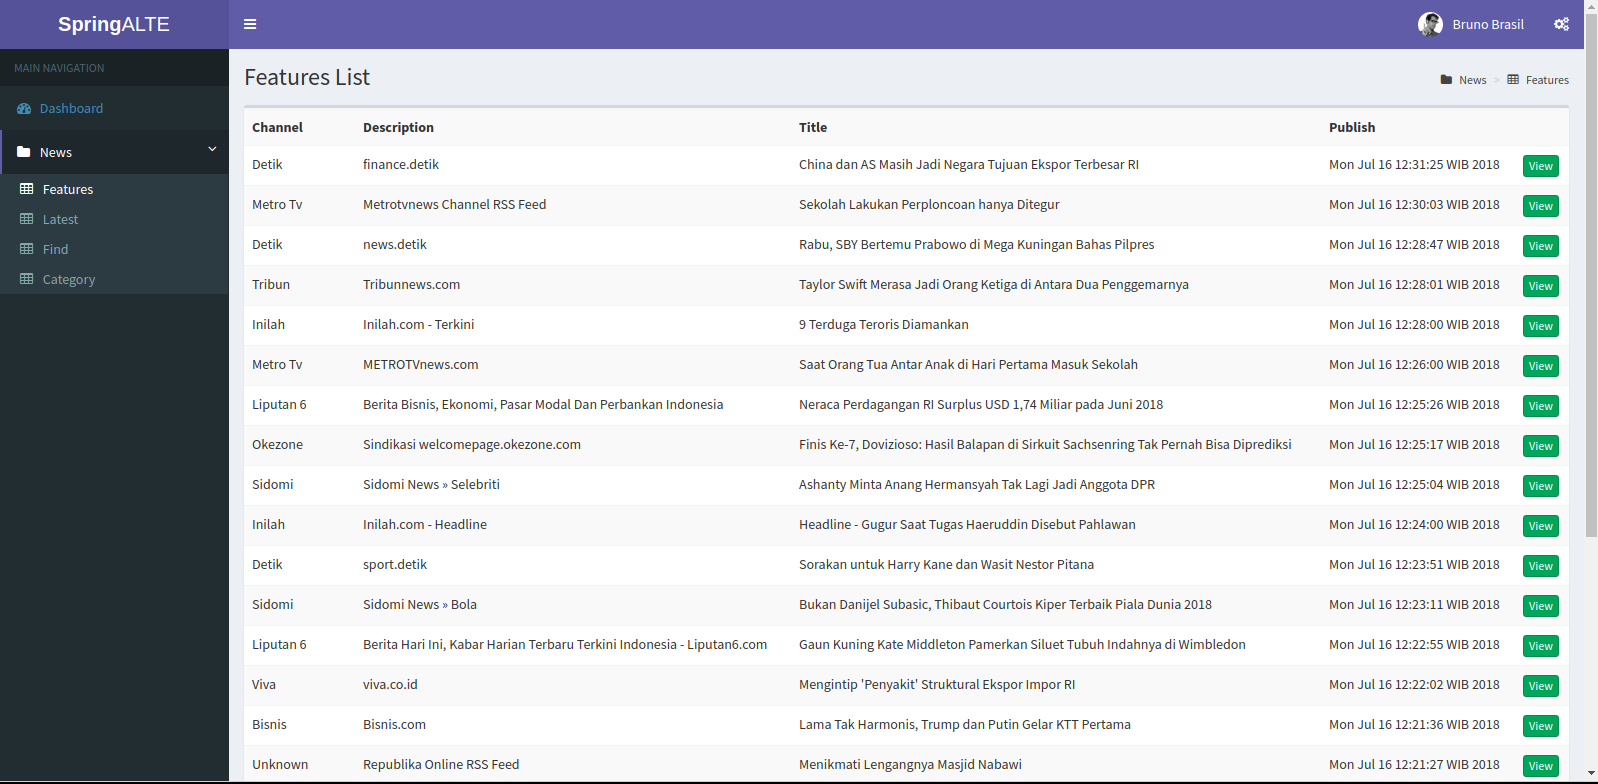 SpringALTE
Bruno Brasil
MAIN NAVIGATION
Dashboard
News
Features
Latest
Find
Category
Features List
News > Features
Channel Description Title Publish
Detik finance.detik China dan AS Masih Jadi Negara Tujuan Ekspor Terbesar RI Mon Jul 16 12:31:25 WIB 2018 View
Metro Tv Metrotvnews Channel RSS Feed Sekolah Lakukan Perploncoan hanya Ditegur Mon Jul 16 12:30:03 WIB 2018 View
Detik news.detik Rabu, SBY Bertemu Prabowo di Mega Kuningan Bahas Pilpres Mon Jul 16 12:28:47 WIB 2018 View
Tribun Tribunnews.com Taylor Swift Merasa Jadi Orang Ketiga di Antara Dua Penggemarnya Mon Jul 16 12:28:01 WIB 2018 View
Inilah Inilah.com - Terkini 9 Terduga Teroris Diamankan Mon Jul 16 12:28:00 WIB 2018 View
Metro Tv METROTVnews.com Saat Orang Tua Antar Anak di Hari Pertama Masuk Sekolah Mon Jul 16 12:26:00 WIB 2018 View
Liputan 6 Berita Bisnis, Ekonomi, Pasar Modal Dan Perbankan Indonesia Neraca Perdagangan RI Surplus USD 1,74 Miliar pada Juni 2018 Mon Jul 16 12:25:26 WIB 2018 View
Okezone Sindikasi welcomepage.okezone.com Finis Ke-7, Dovizioso: Hasil Balapan di Sirkuit Sachsenring Tak Pernah Bisa Diprediksi Mon Jul 16 12:25:17 WIB 2018 View
Sidomi Sidomi News » Selebriti Ashanty Minta Anang Hermansyah Tak Lagi Jadi Anggota DPR Mon Jul 16 12:25:04 WIB 2018 View
Inilah Inilah.com - Headline Headline - Gugur Saat Tugas Haeruddin Disebut Pahlawan Mon Jul 16 12:24:00 WIB 2018 View
Detik sport.detik Sorakan untuk Harry Kane dan Wasit Nestor Pitana Mon Jul 16 12:23:51 WIB 2018 View
Sidomi Sidomi News » Bola Bukan Danijel Subasic, Thibaut Courtois Kiper Terbaik Piala Dunia 2018 Mon Jul 16 12:23:11 WIB 2018 View
Liputan 6 Berita Hari Ini, Kabar Harian Terbaru Terkini Indonesia - Liputan6.com Gaun Kuning Kate Middleton Pamerkan Siluet Tubuh Indahnya di Wimbledon Mon Jul 16 12:22:55 WIB 2018 View
Viva viva.co.id Mengintip 'Penyakit' Struktural Ekspor Impor RI Mon Jul 16 12:22:02 WIB 2018 View
Bisnis Bisnis.com Lama Tak Harmonis, Trump dan Putin Gelar KTT Pertama Mon Jul 16 12:21:36 WIB 2018 View
Unknown Republika Online RSS Feed Menikmati Lengangnya Masjid Nabawi Mon Jul 16 12:21:27 WIB 2018 View